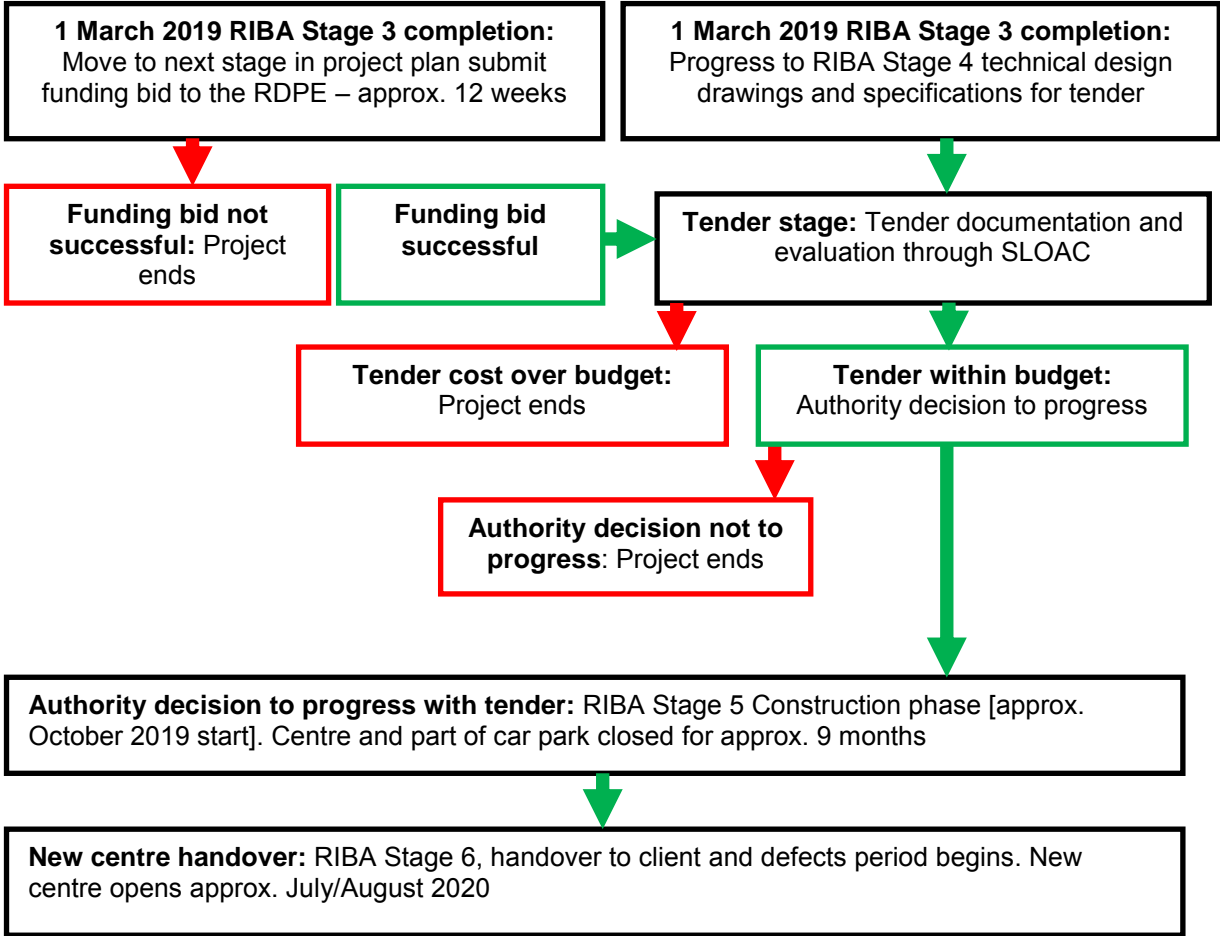 1 March 2019 RIBA Stage 3 completion:
Move to next stage in project plan submit
funding bid to the RDPE – approx. 12 weeks
1 March 2019 RIBA Stage 3 completion:
Progress to RIBA Stage 4 technical design
drawings and specifications for tender
Funding bid not
successful: Project
ends
Funding bid
successful
Tender stage: Tender documentation and
evaluation through SLOAC
Tender cost over budget:
Project ends
Tender within budget:
Authority decision to progress
Authority decision not to
progress: Project ends
Authority decision to progress with tender: RIBA Stage 5 Construction phase [approx.
October 2019 start]. Centre and part of car park closed for approx. 9 months
New centre handover: RIBA Stage 6, handover to client and defects period begins. New
centre opens approx. July/August 2020